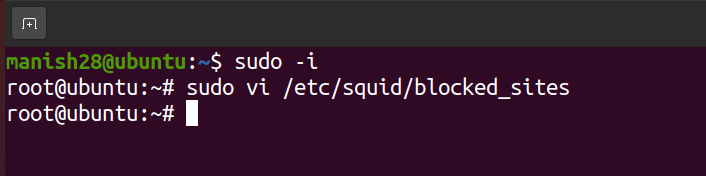 manish28@ubuntu:~$ sudo -i
root@ubuntu:~# sudo vi /etc/squid/blocked_sites
root@ubuntu:~#